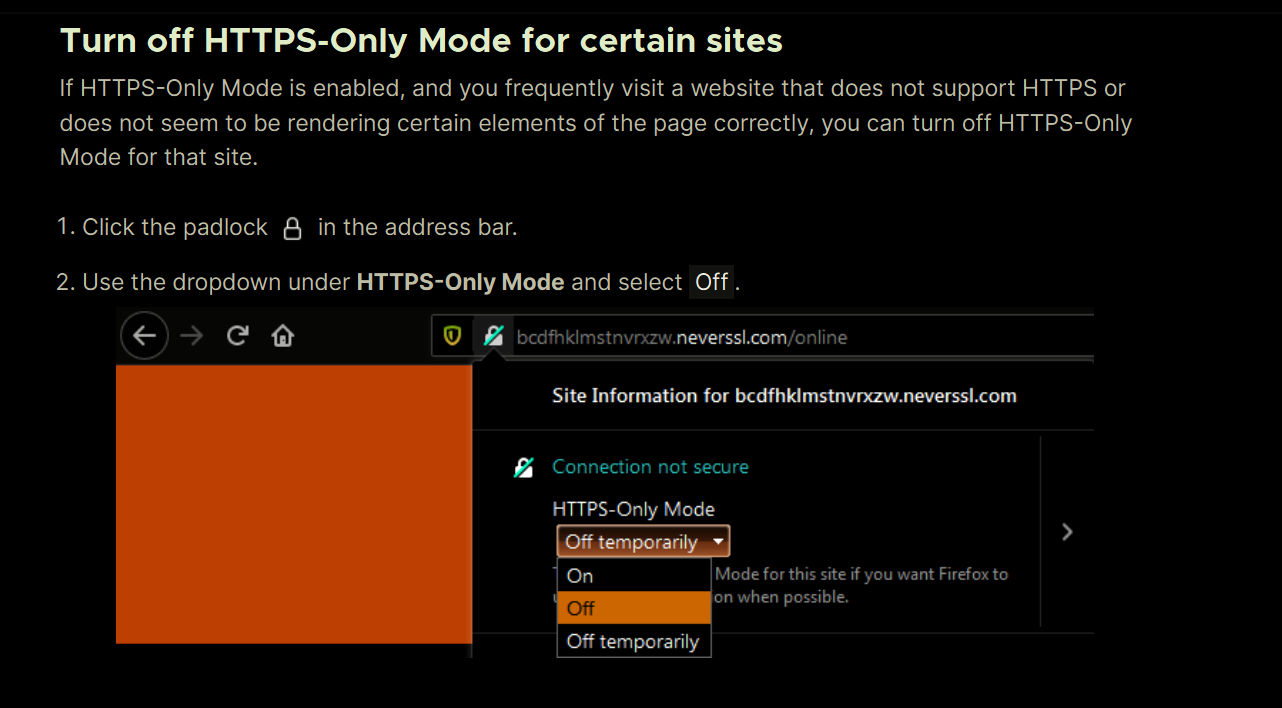 Turn off HTTPS-Only Mode for certain sites
If HTTPS-Only Mode is enabled, and you frequently visit a website that does not support HTTPS or
does not seem to be rendering certain elements of the page correctly, you can turn off HTTPS-Only
Mode for that site.
1. Click the padlock in the address bar.
2. Use the dropdown under HTTPS-Only Mode and select Off.
bcdfhklmstnvrxzw.neverssl.com/online
Site Information for bcdfhklmstnvrxzw.neverssl.com
Connection not secure
HTTPS-Only Mode
Off temporarily
On
Mode for this site if you want Firefox to
on when possible.
Off
Off temporarily